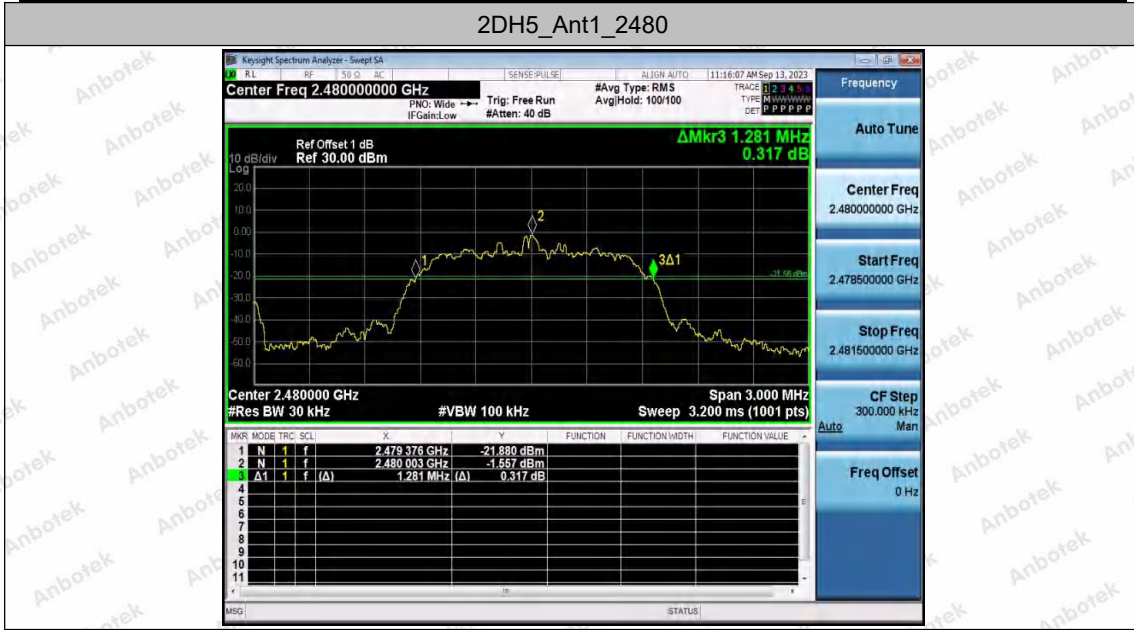 2DH5_Ant1_2480
Keysight Spectrum Analyzer - Swept SA
RL RF 50 Ω AC SENSE:PULSE ALIGN AUTO 11:16:07 AM Sep 13, 2023
Center Freq 2.480000000 GHz #Avg Type: RMS TRACE 1 2 3 4 5 6
PNO: Wide Trig: Free Run Avg|Hold: 100/100 TYPE M WWWWW
IFGain:Low #Atten: 40 dB DET P P P P P P
ΔMkr3 1.281 MHz
0.317 dB
Ref Offset 1 dB
10 dB/div Ref 30.00 dBm
Log
20.0
10.0
0.00
-10.0
-20.0
-30.0
-40.0
-50.0
-60.0
1
2
3Δ1
-21.56 dBm
Center 2.480000 GHz Span 3.000 MHz
#Res BW 30 kHz #VBW 100 kHz Sweep 3.200 ms (1001 pts)
MKR MODE TRC SCL X Y FUNCTION FUNCTION WIDTH FUNCTION VALUE
1 N 1 f 2.479 376 GHz -21.880 dBm
2 N 1 f 2.480 003 GHz -1.557 dBm
3 Δ1 1 f (Δ) 1.281 MHz (Δ) 0.317 dB
4
5
6
7
8
9
10
11
MSG STATUS
Frequency
Auto Tune
Center Freq
2.480000000 GHz
Start Freq
2.478500000 GHz
Stop Freq
2.481500000 GHz
CF Step
300.000 kHz
Auto Man
Freq Offset
0 Hz
Anbotek